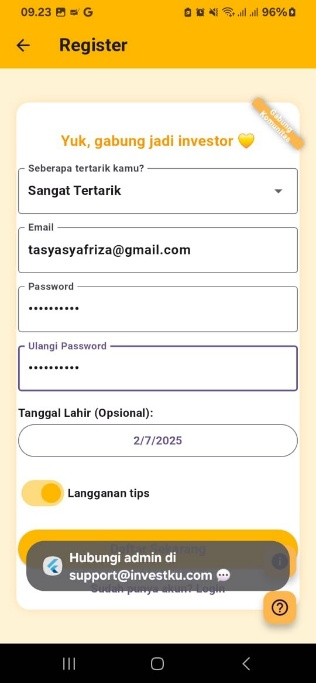 09.23 G 96%
Register
Gabung
Komunitas
Yuk, gabung jadi investor 💛
Seberapa tertarik kamu?
Sangat Tertarik
Email
tasyasyafriza@gmail.com
Password
••••••••••
Ulangi Password
••••••••••
Tanggal Lahir (Opsional):
2/7/2025
Langganan tips
Hubungi admin di
support@investku.com 💬
Sudah punya akun? Login